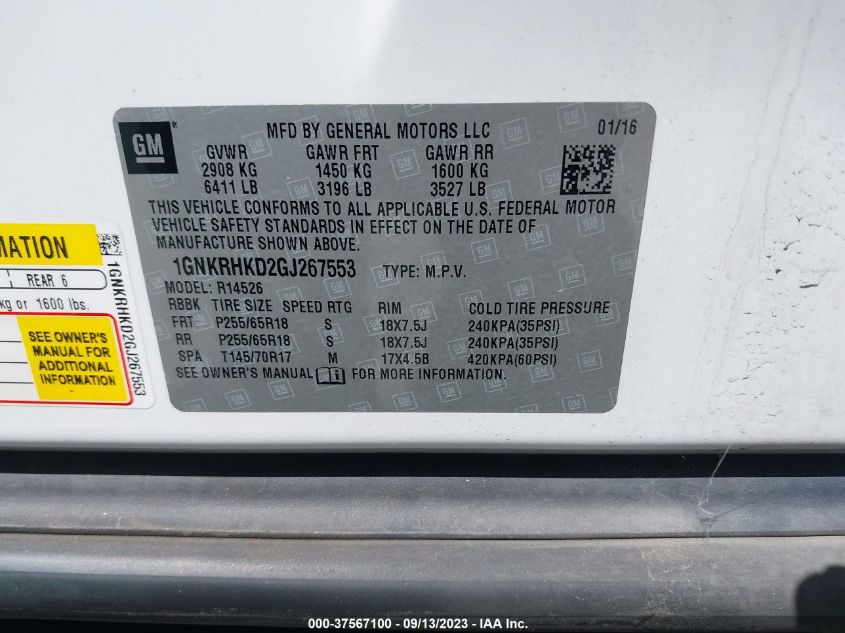 GM
MFD BY GENERAL MOTORS LLC 01/16
GVWR GAWR FRT GAWR RR
2908 KG 1450 KG 1600 KG
6411 LB 3196 LB 3527 LB
THIS VEHICLE CONFORMS TO ALL APPLICABLE U.S. FEDERAL MOTOR
VEHICLE SAFETY STANDARDS IN EFFECT ON THE DATE OF
MANUFACTURE SHOWN ABOVE.
1GNKRHKD2GJ267553 TYPE: M.P.V.
MODEL: R14526
RBBK TIRE SIZE SPEED RTG RIM COLD TIRE PRESSURE
FRT P255/65R18 S 18X7.5J 240KPA(35PSI)
RR P255/65R18 S 18X7.5J 240KPA(35PSI)
SPA T145/70R17 M 17X4.5B 420KPA(60PSI)
SEE OWNER'S MANUAL FOR MORE INFORMATION.
MATION
REAR 6
kg or 1600 lbs.
SEE OWNER'S
MANUAL FOR
ADDITIONAL
INFORMATION
1GNKRHKD2GJ267553
000-37567100 - 09/13/2023 - IAA Inc.